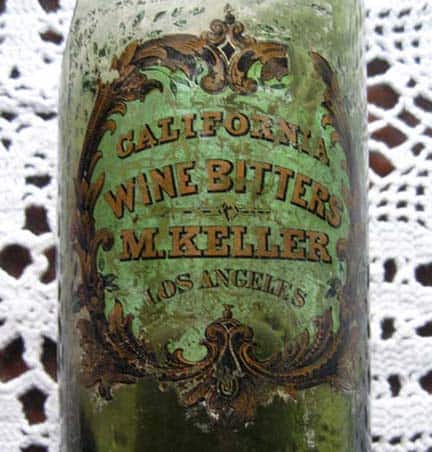 CALIFORNIA
WINE BITTERS
M. KELLER
LOS ANGELES